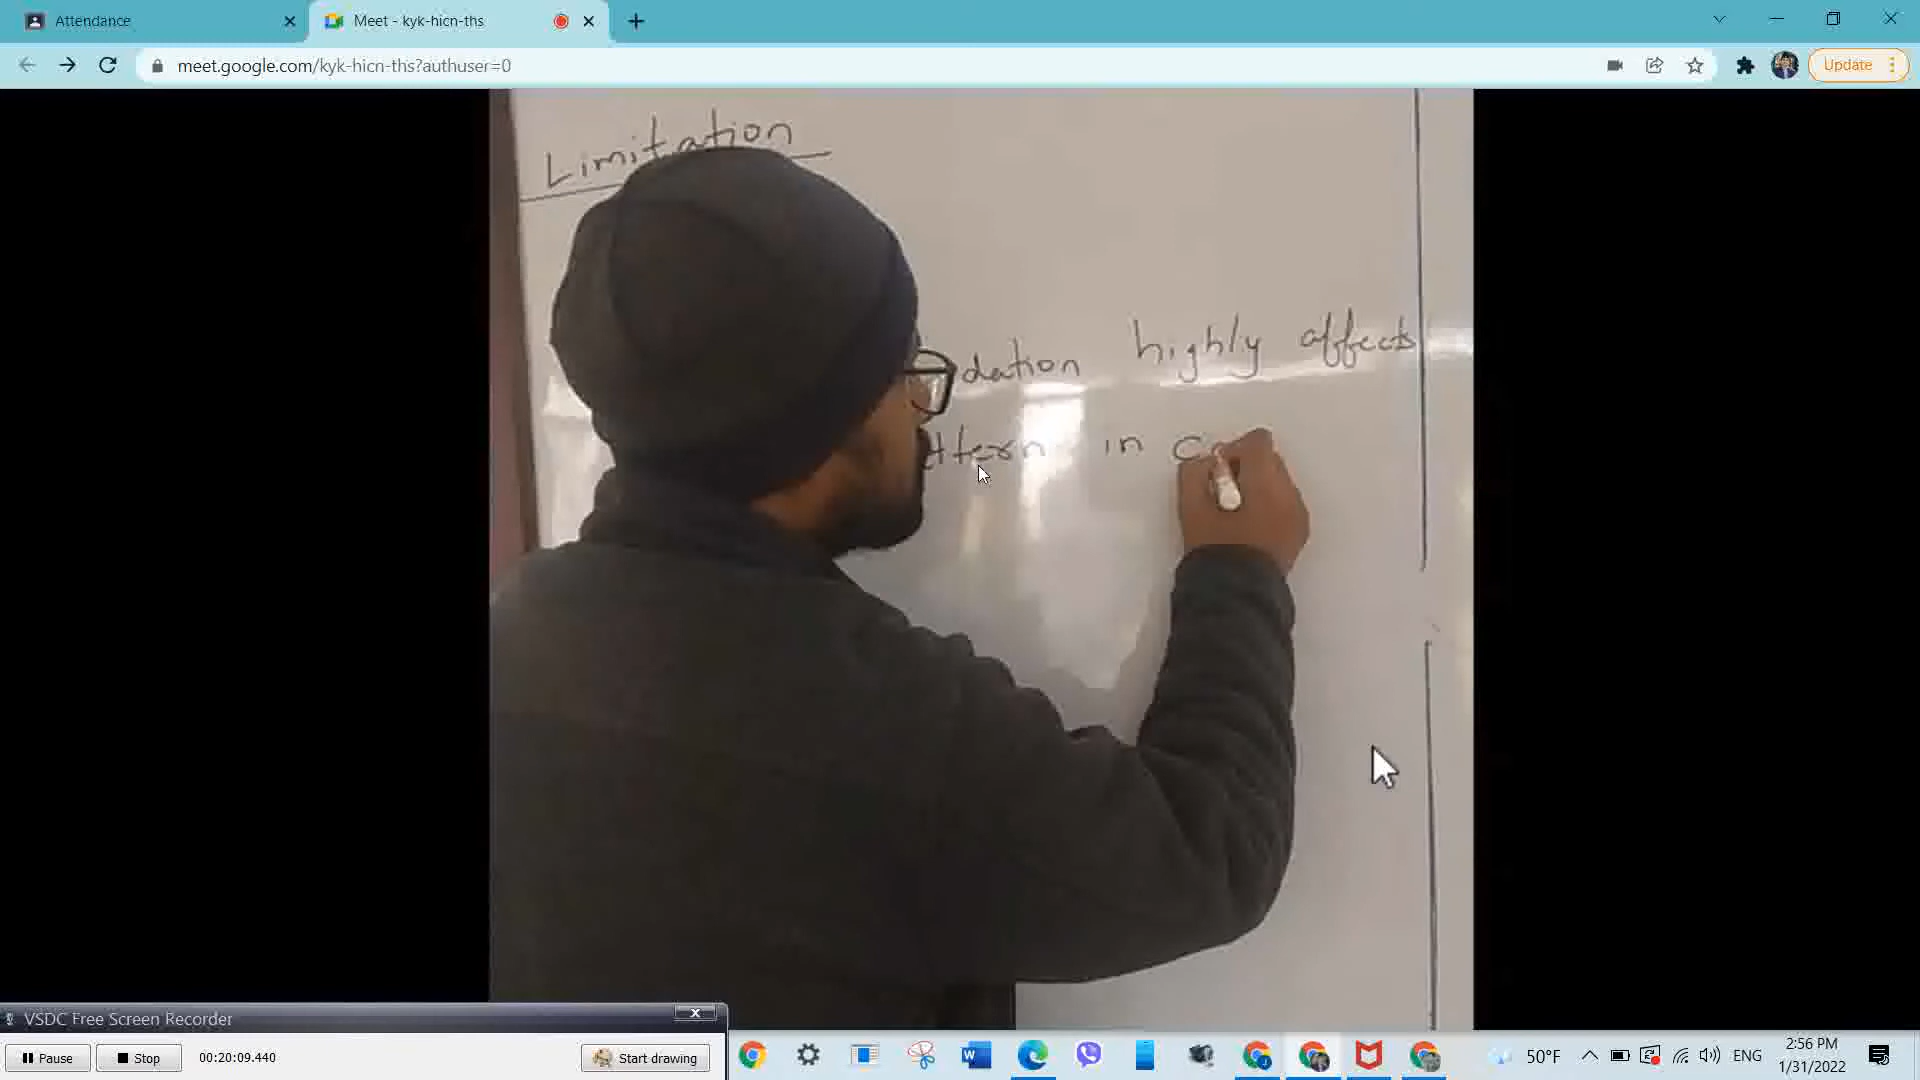 Attendance
Meet - kyk-hicn-ths
meet.google.com/kyk-hicn-ths?authuser=0
Update
Limitation
dation highly affects
ttern in
VSDC Free Screen Recorder
Pause
Stop
00:20:09.440
Start drawing
50°F
ENG
2:56 PM
1/31/2022